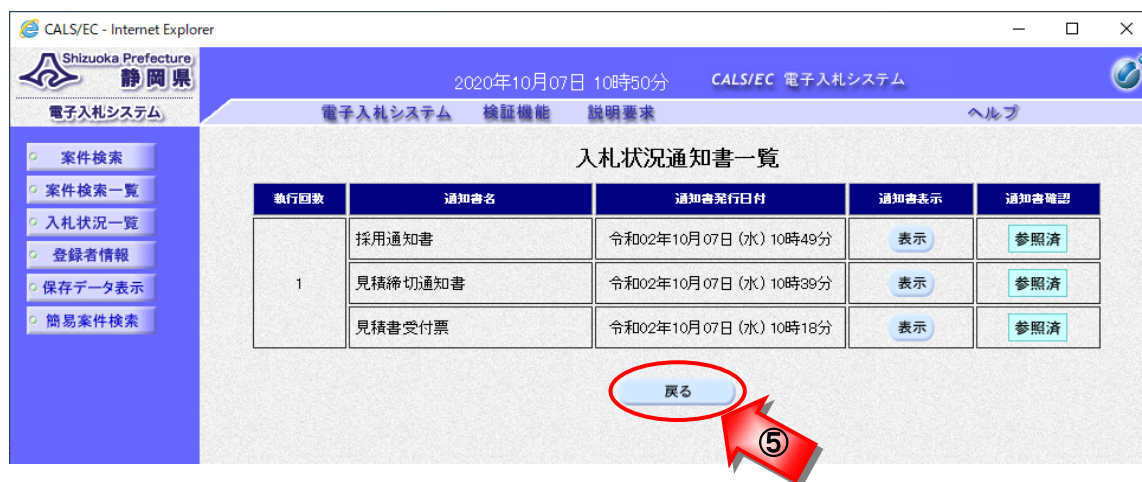 CALS/EC - Internet Explorer
Shizuoka Prefecture
静岡県
2020年10月07日 10時50分 CALS/EC 電子入札システム
電子入札システム
電子入札システム 検証機能 説明要求 ヘルプ
案件検索
案件検索一覧
入札状況一覧
登録者情報
保存データ表示
簡易案件検索
入札状況通知書一覧
執行回数 通知書名 通知書発行日付 通知書表示 通知書確認
採用通知書 令和02年10月07日 (水) 10時49分 表示 参照済
1 見積締切通知書 令和02年10月07日 (水) 10時39分 表示 参照済
見積書受付票 令和02年10月07日 (水) 10時18分 表示 参照済
戻る
⑤